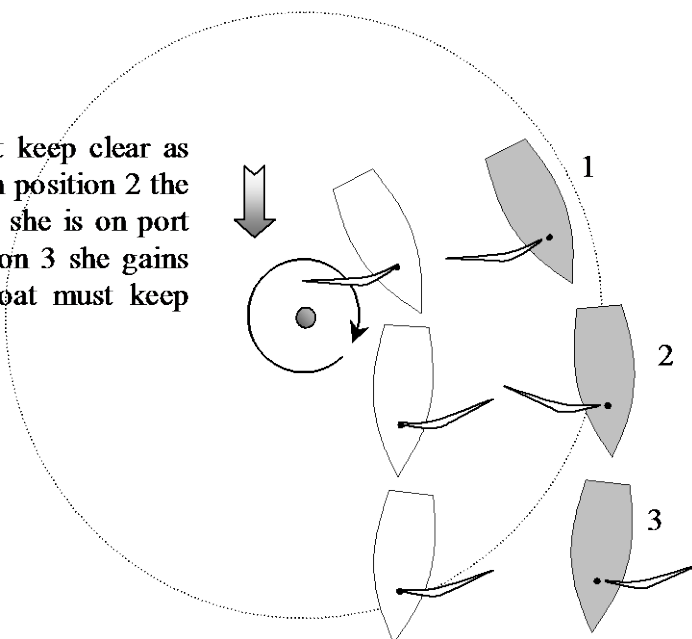 t keep clear as
n position 2 the
she is on port
on 3 she gains
oat must keep
1
2
3